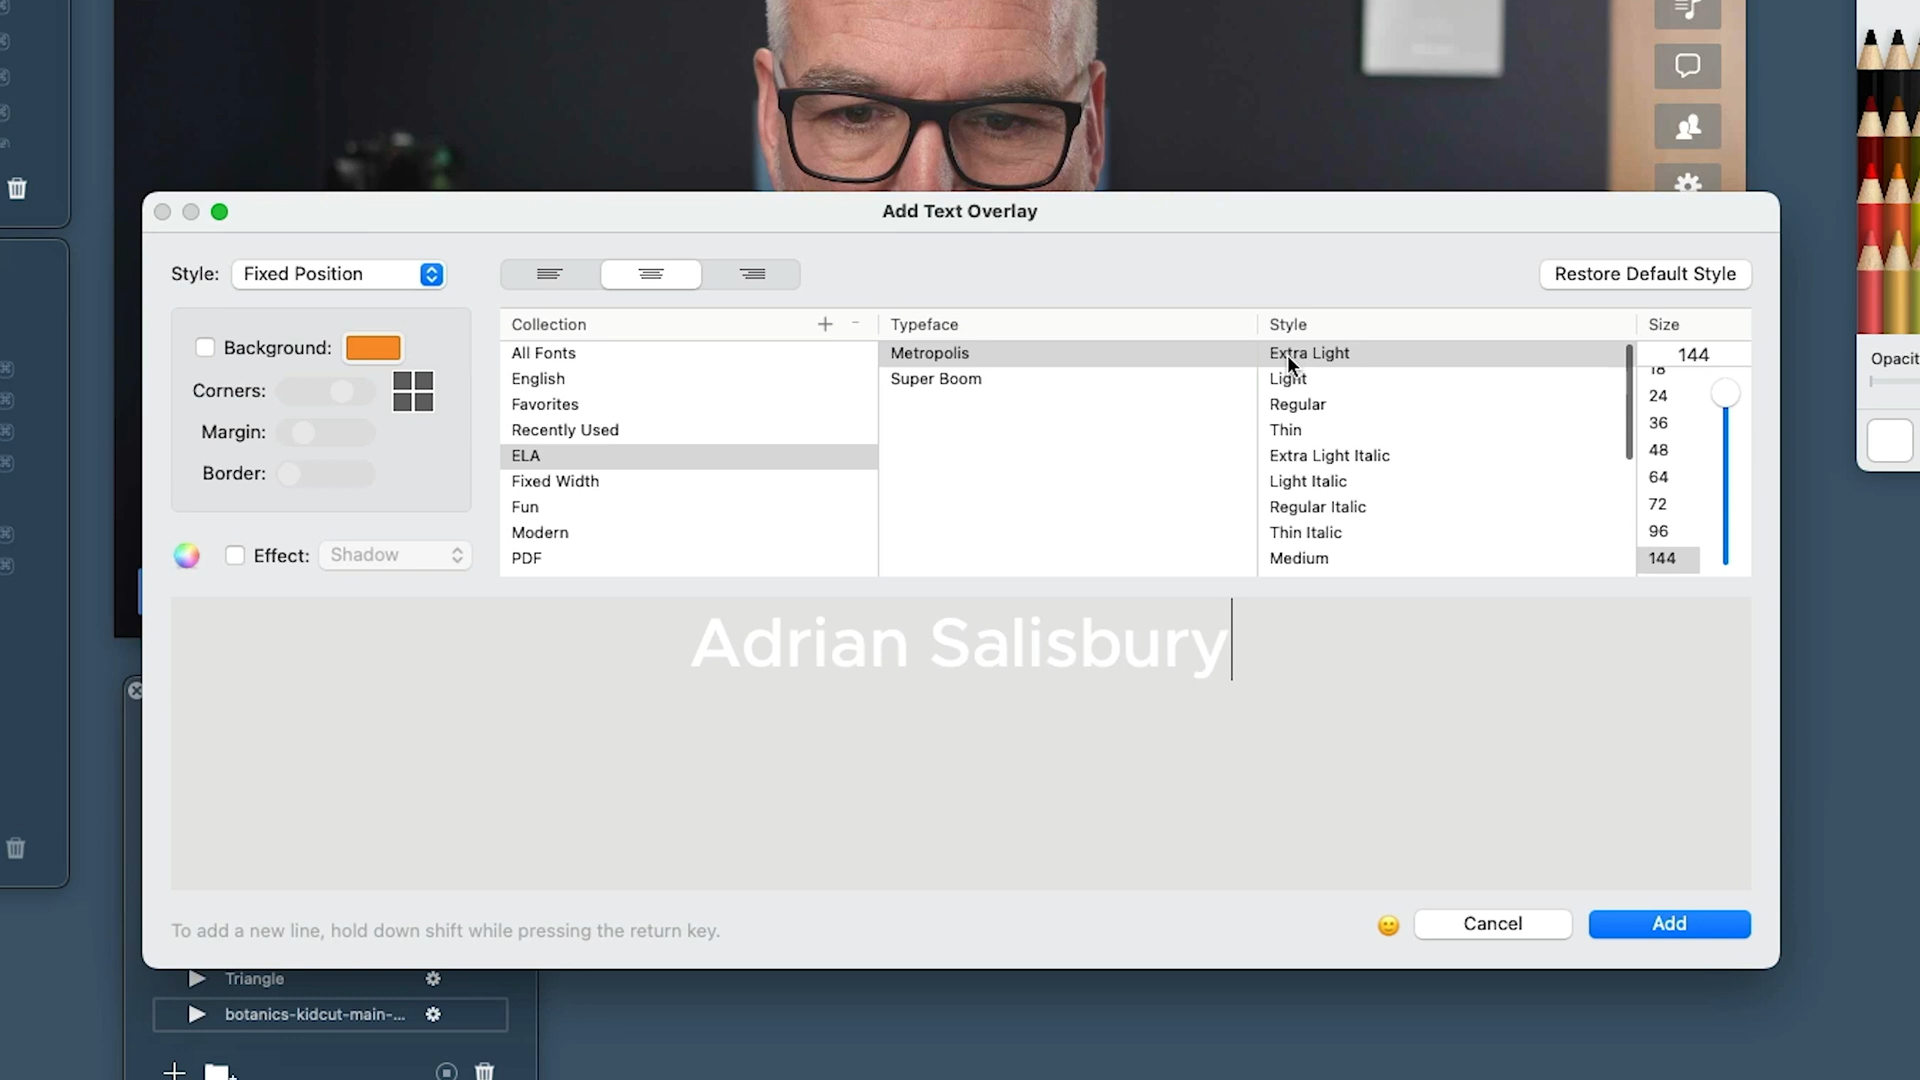 Add Text Overlay
Style: Fixed Position
Restore Default Style
Background:
Corners:
Margin:
Border:
Effect: Shadow
Collection
All Fonts
English
Favorites
Recently Used
ELA
Fixed Width
Fun
Modern
PDF
Typeface
Metropolis
Super Boom
Style
Extra Light
Light
Regular
Thin
Extra Light Italic
Light Italic
Regular Italic
Thin Italic
Medium
Size
144
18
24
36
48
64
72
96
144
Adrian Salisbury
To add a new line, hold down shift while pressing the return key.
Cancel
Add
Triangle
botanics-kidcut-main-...